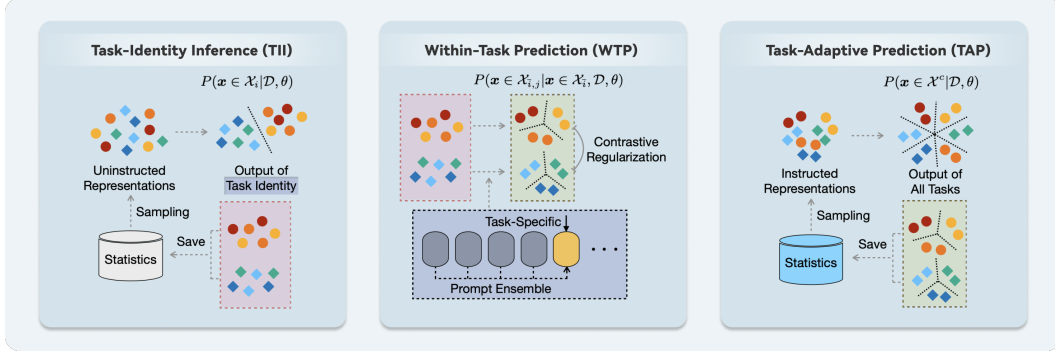 Task-Identity Inference (TII)
P(x ∈ X_i|D, θ)
Uninstructed
Representations
Output of
Task Identity
Sampling
Save
Statistics
Within-Task Prediction (WTP)
P(x ∈ X_{i,j}|x ∈ X_i, D, θ)
Contrastive
Regularization
Task-Specific
Prompt Ensemble
Task-Adaptive Prediction (TAP)
P(x ∈ X^c|D, θ)
Instructed
Representations
Output of
All Tasks
Sampling
Save
Statistics